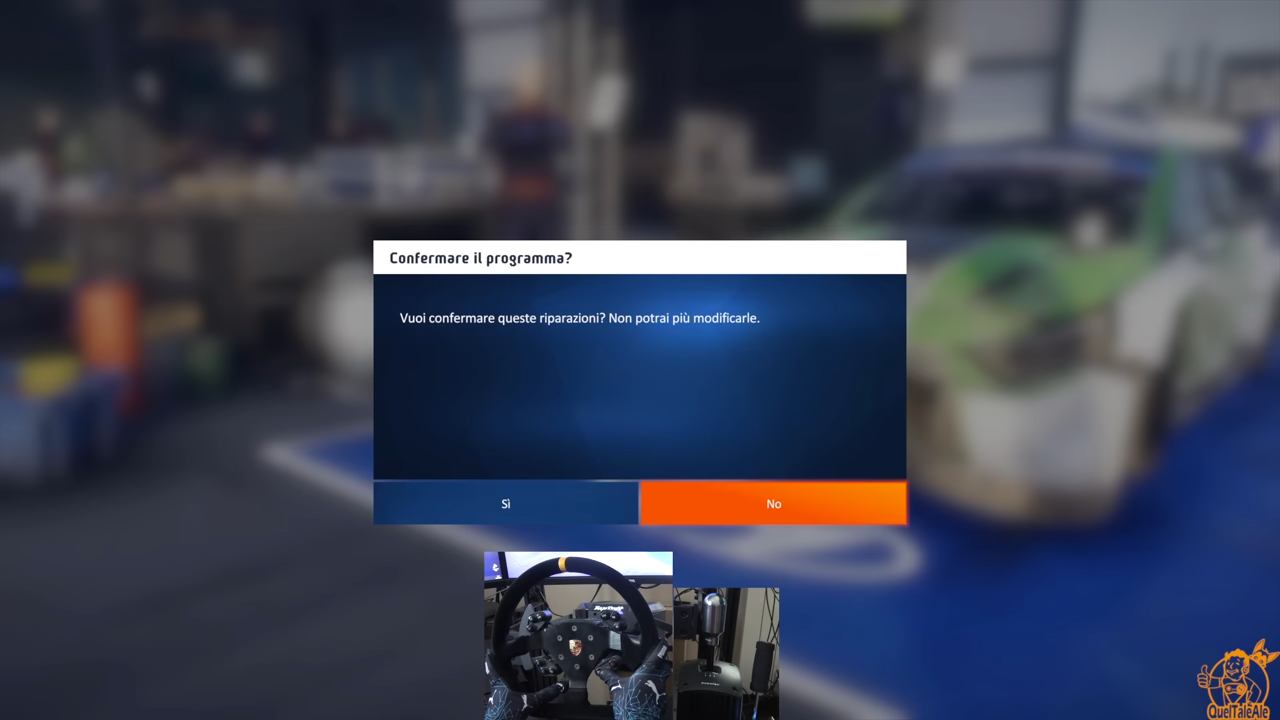 Confermare il programma?
Vuoi confermare queste riparazioni? Non potrai più modificarle.
Sì
No
QuelTaleAle